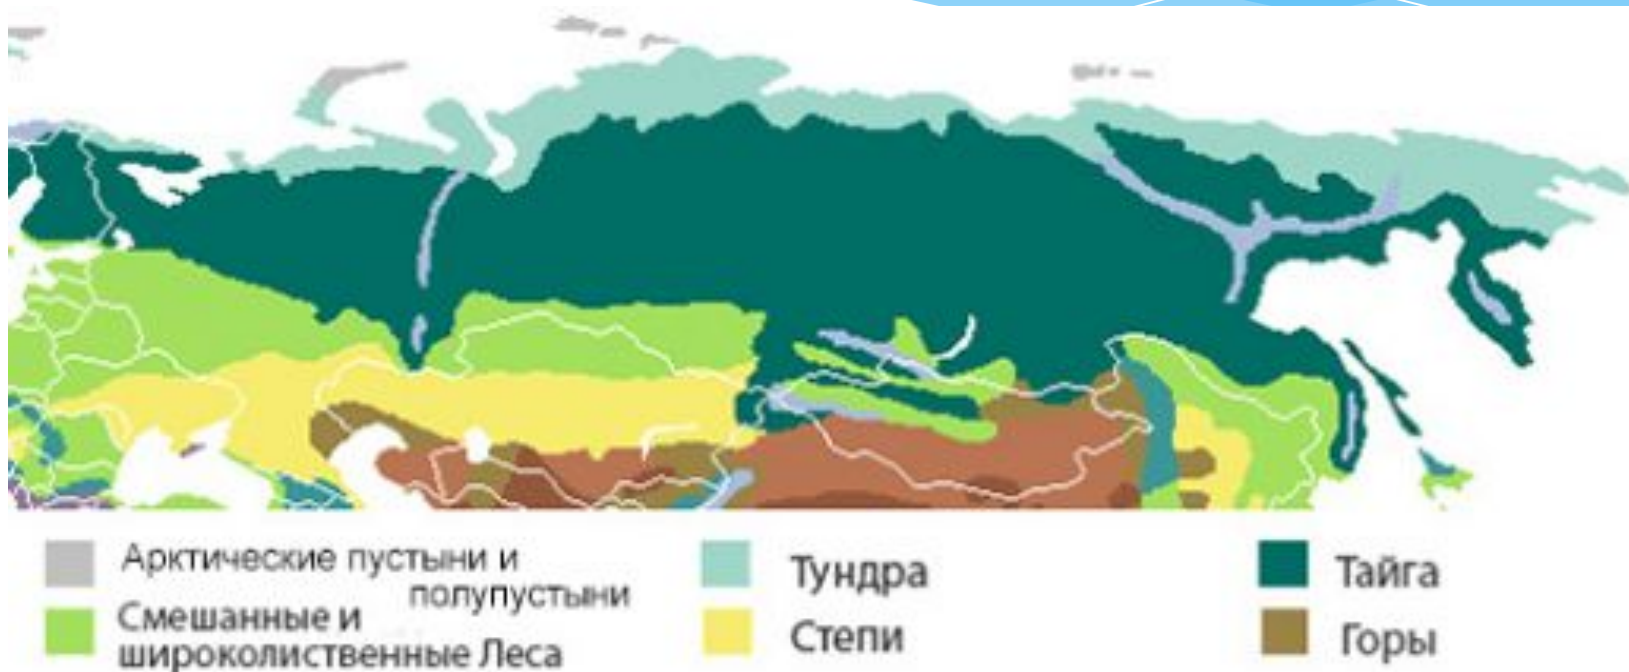 Арктические пустыни и
полупустыни
Смешанные и
широколиственные Леса
Тундра
Степи
Тайга
Горы